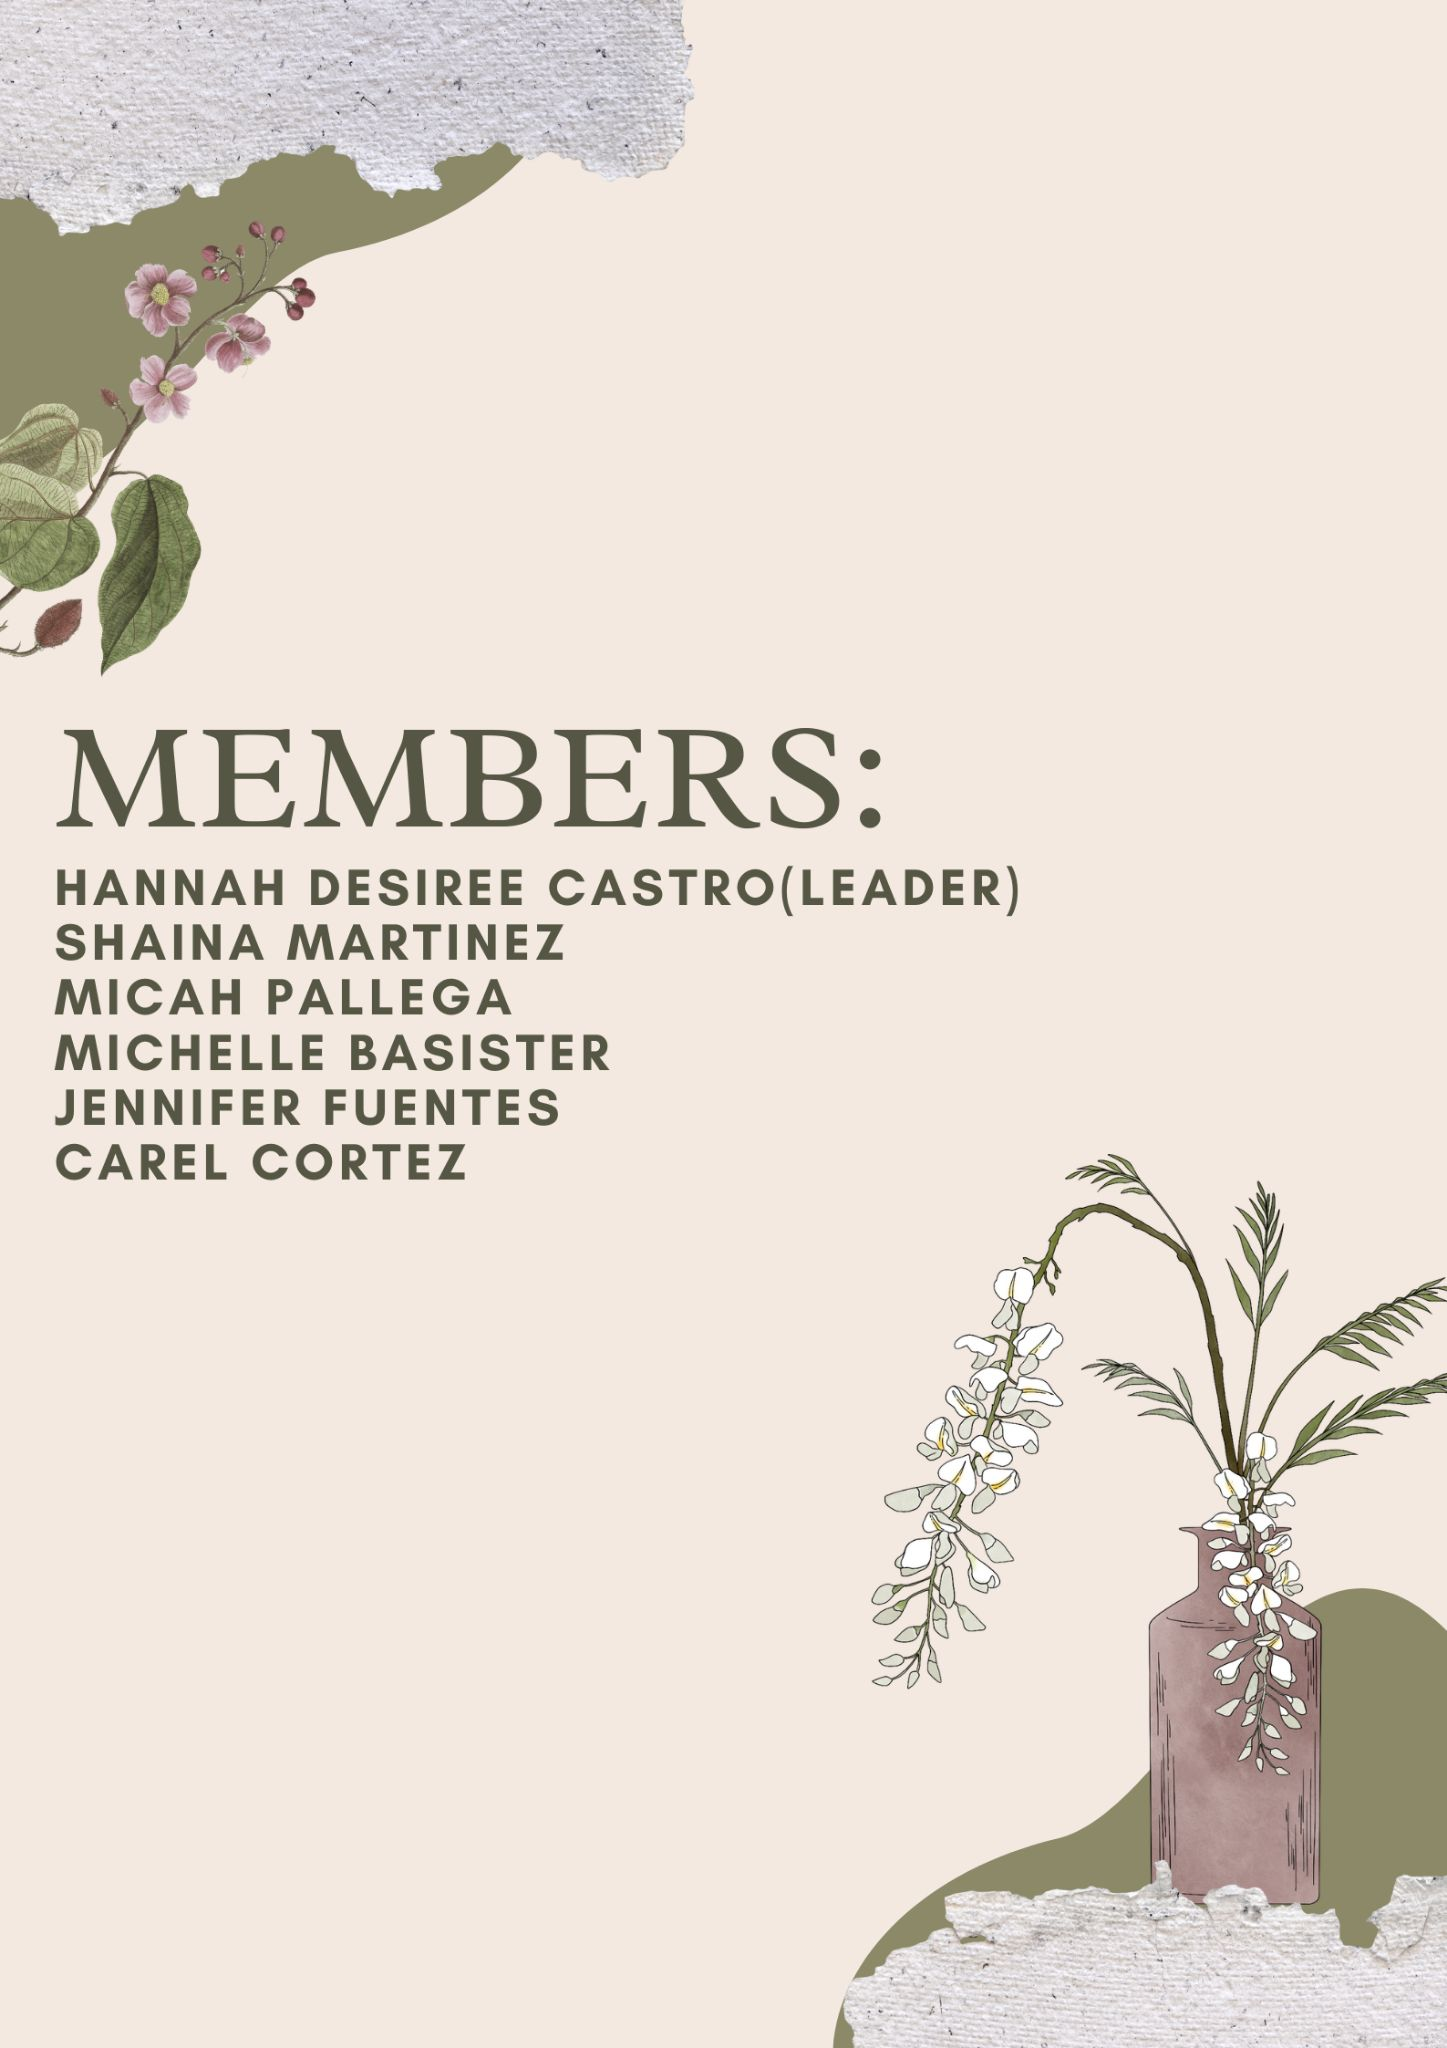 MEMBERS:
HANNAH DESIREE CASTRO(LEADER)
SHAINA MARTINEZ
MICAH PALLEGA
MICHELLE BASISTER
JENNIFER FUENTES
CAREL CORTEZ